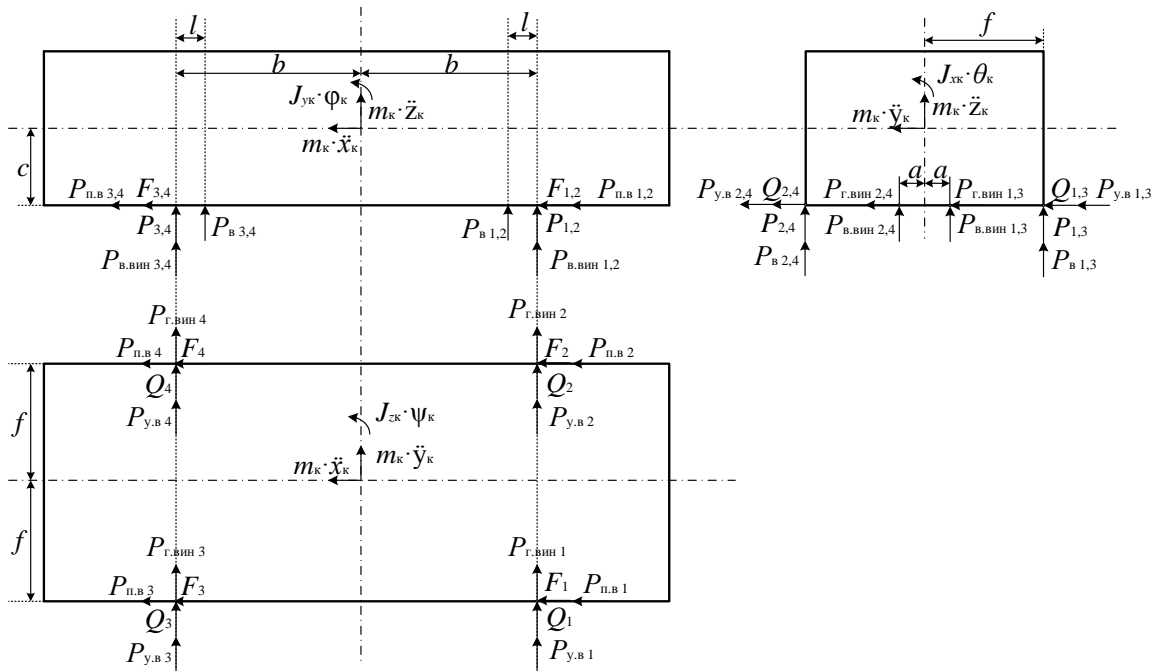 l
l
f
b
b
J_yк·φ_к
m_к·z̈_к
m_к·ẍ_к
J_xк·θ_к
m_к·ÿ_к
m_к·z̈_к
c
P_п.в 3,4
F_3,4
F_1,2
P_п.в 1,2
P_3,4
P_в 3,4
P_в 1,2
P_1,2
P_в.вин 3,4
P_в.вин 1,2
a
a
P_у.в 2,4
Q_2,4
P_г.вин 2,4
P_г.вин 1,3
Q_1,3
P_у.в 1,3
P_2,4
P_в.вин 2,4
P_в.вин 1,3
P_1,3
P_в 2,4
P_в 1,3
P_г.вин 4
P_г.вин 2
P_п.в 4
F_4
F_2
P_п.в 2
Q_4
Q_2
P_у.в 4
P_у.в 2
f
J_zк·ψ_к
m_к·ẍ_к
m_к·ÿ_к
f
P_г.вин 3
P_г.вин 1
P_п.в 3
F_3
F_1
P_п.в 1
Q_3
Q_1
P_у.в 3
P_у.в 1